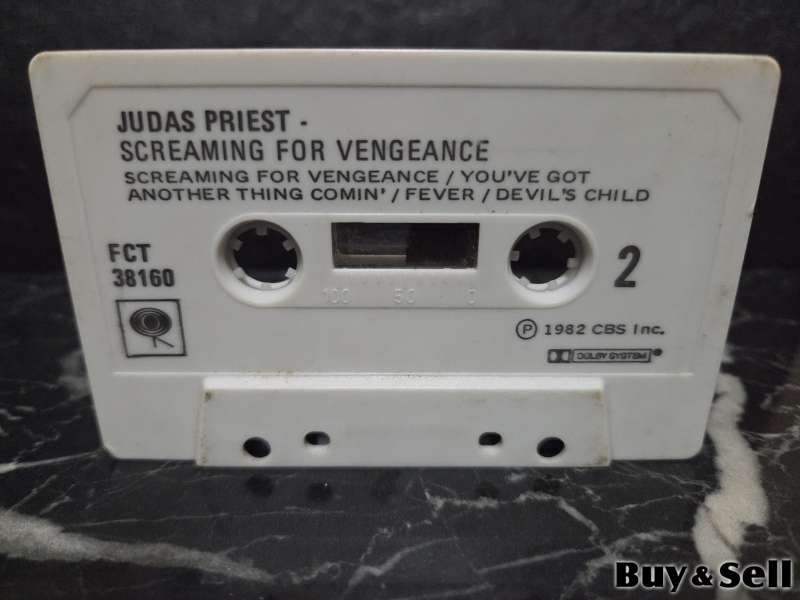 JUDAS PRIEST -
SCREAMING FOR VENGEANCE
SCREAMING FOR VENGEANCE / YOU'VE GOT
ANOTHER THING COMIN' / FEVER / DEVIL'S CHILD
FCT
38160
2
100 50 0
Ⓟ 1982 CBS Inc.
DOLBY SYSTEM
Buy & Sell